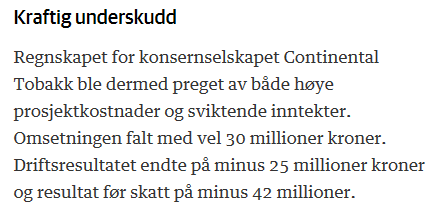 Kraftig underskudd
Regnskapet for konsernselskapet Continental
Tobakk ble dermed preget av både høye
prosjektkostnader og sviktende inntekter.
Omsetningen falt med vel 30 millioner kroner.
Driftsresultatet endte på minus 25 millioner kroner
og resultat før skatt på minus 42 millioner.